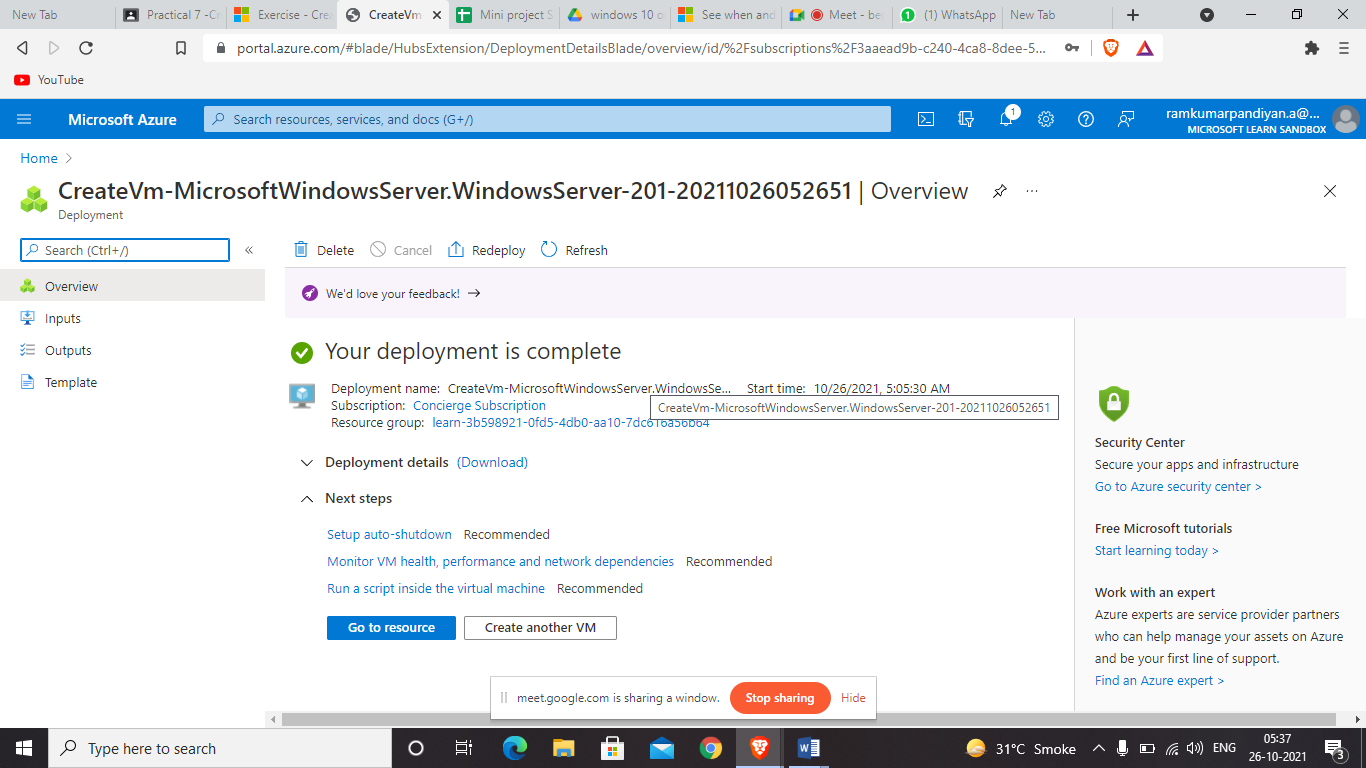 New Tab
Practical 7 -Cr
Exercise - Crea
CreateVm
Mini project S
windows 10 o
See when and
Meet - be
(1) WhatsApp
New Tab
portal.azure.com/#blade/HubsExtension/DeploymentDetailsBlade/overview/id/%2Fsubscriptions%2F3aaead9b-c240-4ca8-8dee-5...
YouTube
Microsoft Azure
Search resources, services, and docs (G+/)
1
ramkumarpandiyan.a@...
MICROSOFT LEARN SANDBOX
Home
CreateVm-MicrosoftWindowsServer.WindowsServer-201-20211026052651 | Overview
Deployment
Search (Ctrl+/)
Delete
Cancel
Redeploy
Refresh
Overview
Inputs
Outputs
Template
We'd love your feedback!
Your deployment is complete
Deployment name: CreateVm-MicrosoftWindowsServer.WindowsSe... Start time: 10/26/2021, 5:05:30 AM
Subscription: Concierge Subscription
CreateVm-MicrosoftWindowsServer.WindowsServer-201-20211026052651
Resource group: learn-3b598921-0fd5-4db0-aa10-7dc616a56b64
Deployment details (Download)
Next steps
Setup auto-shutdown Recommended
Monitor VM health, performance and network dependencies Recommended
Run a script inside the virtual machine Recommended
Go to resource
Create another VM
Security Center
Secure your apps and infrastructure
Go to Azure security center >
Free Microsoft tutorials
Start learning today >
Work with an expert
Azure experts are service provider partners
who can help manage your assets on Azure
and be your first line of support.
Find an Azure expert >
meet.google.com is sharing a window.
Stop sharing
Hide
Type here to search
31°C Smoke
ENG
05:37
26-10-2021
3